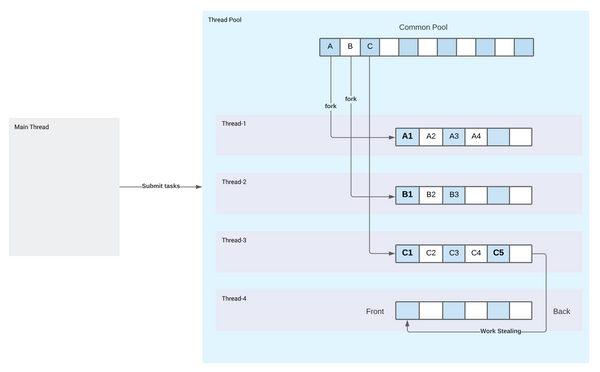 Thread Pool
Common Pool
A B C
fork
fork
Thread-1
A1 A2 A3 A4
Main Thread
Submit tasks
Thread-2
B1 B2 B3
Thread-3
C1 C2 C3 C4 C5
Thread-4
Front
Back
Work Stealing